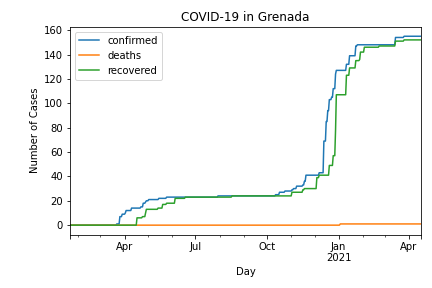 COVID-19 in Grenada
confirmed
deaths
recovered
160
140
120
100
80
60
40
20
0
Number of Cases
Apr
Jul
Oct
Jan
2021
Apr
Day